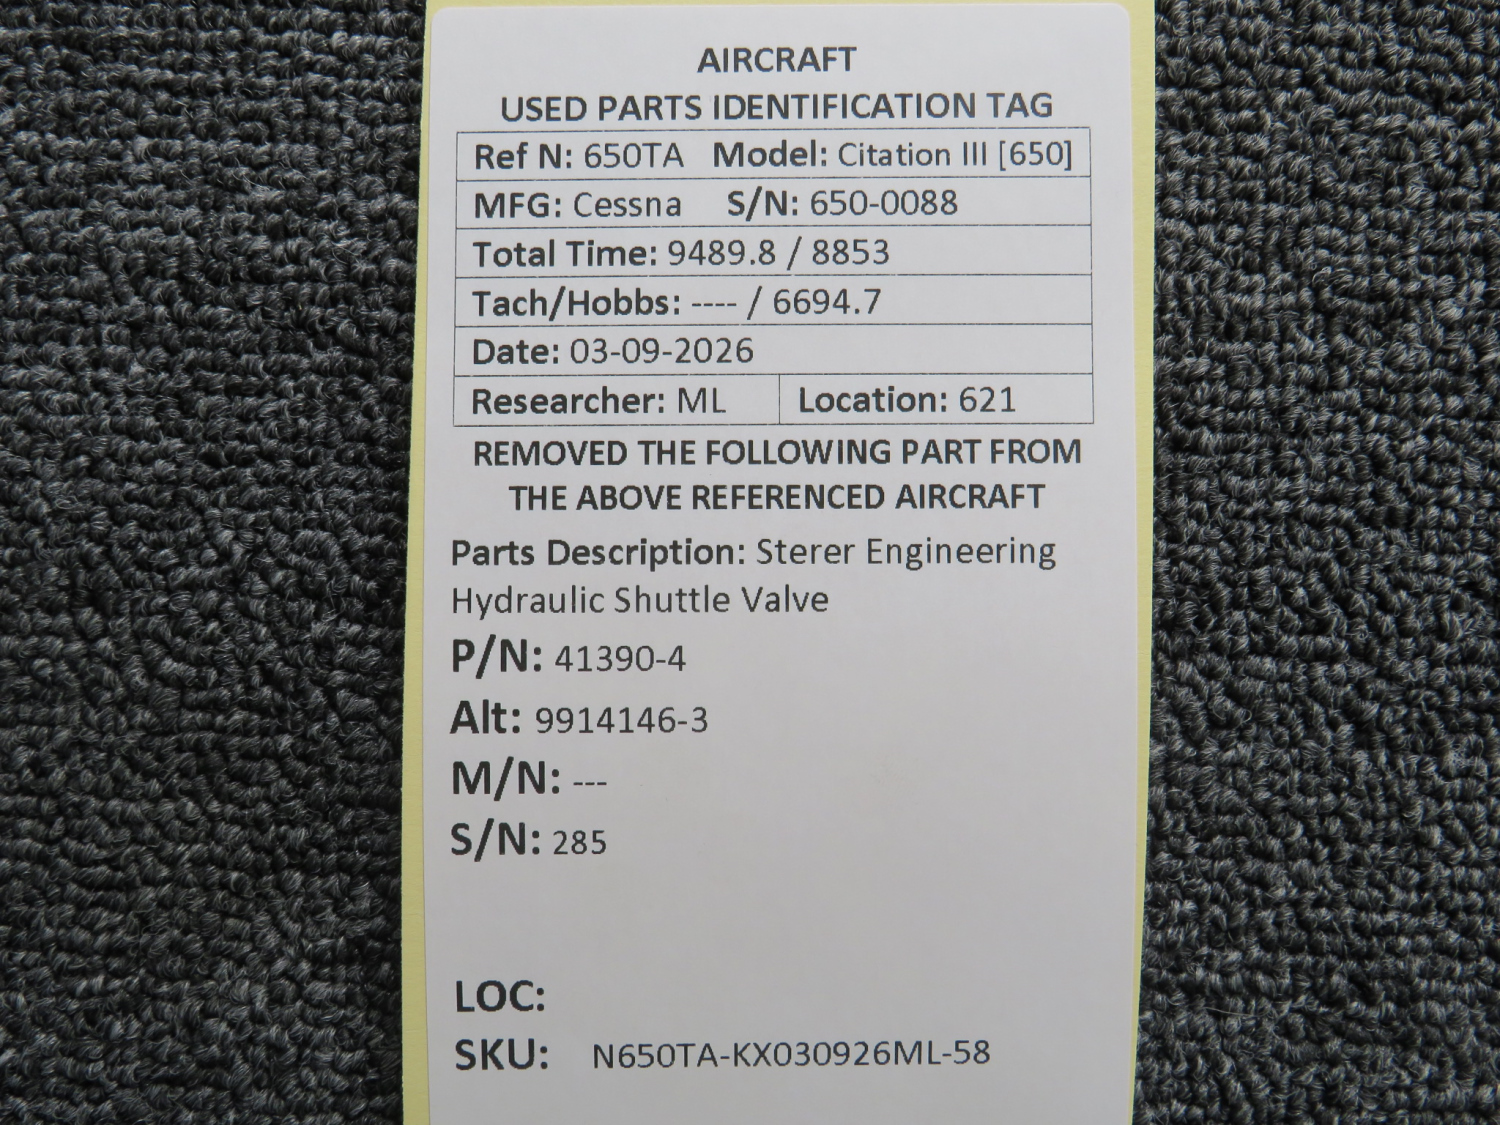 AIRCRAFT
USED PARTS IDENTIFICATION TAG
Ref N: 650TA Model: Citation III [650]
MFG: Cessna S/N: 650-0088
Total Time: 9489.8 / 8853
Tach/Hobbs: ---- / 6694.7
Date: 03-09-2026
Researcher: ML Location: 621
REMOVED THE FOLLOWING PART FROM
THE ABOVE REFERENCED AIRCRAFT
Parts Description: Sterer Engineering
Hydraulic Shuttle Valve
P/N: 41390-4
Alt: 9914146-3
M/N: ---
S/N: 285
LOC:
SKU: N650TA-KX030926ML-58